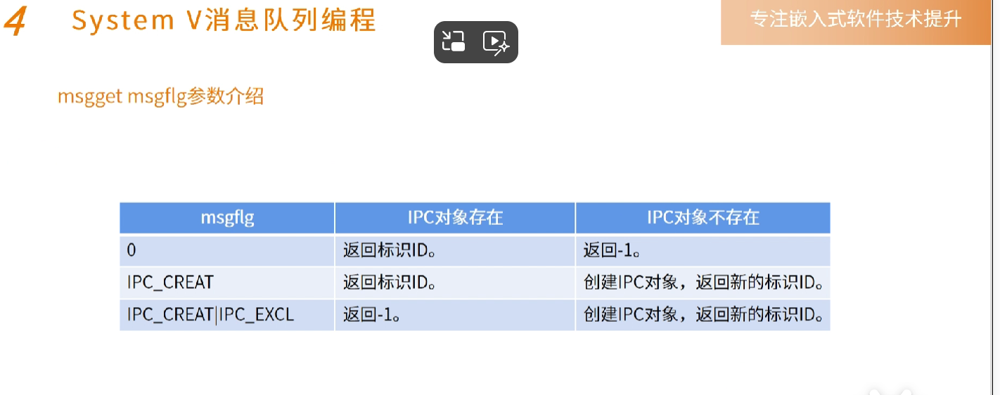 4 System V消息队列编程 专注嵌入式软件技术提升
msgget msgflg参数介绍
msgflg IPC对象存在 IPC对象不存在
0 返回标识ID。 返回-1。
IPC_CREAT 返回标识ID。 创建IPC对象，返回新的标识ID。
IPC_CREAT|IPC_EXCL 返回-1。 创建IPC对象，返回新的标识ID。